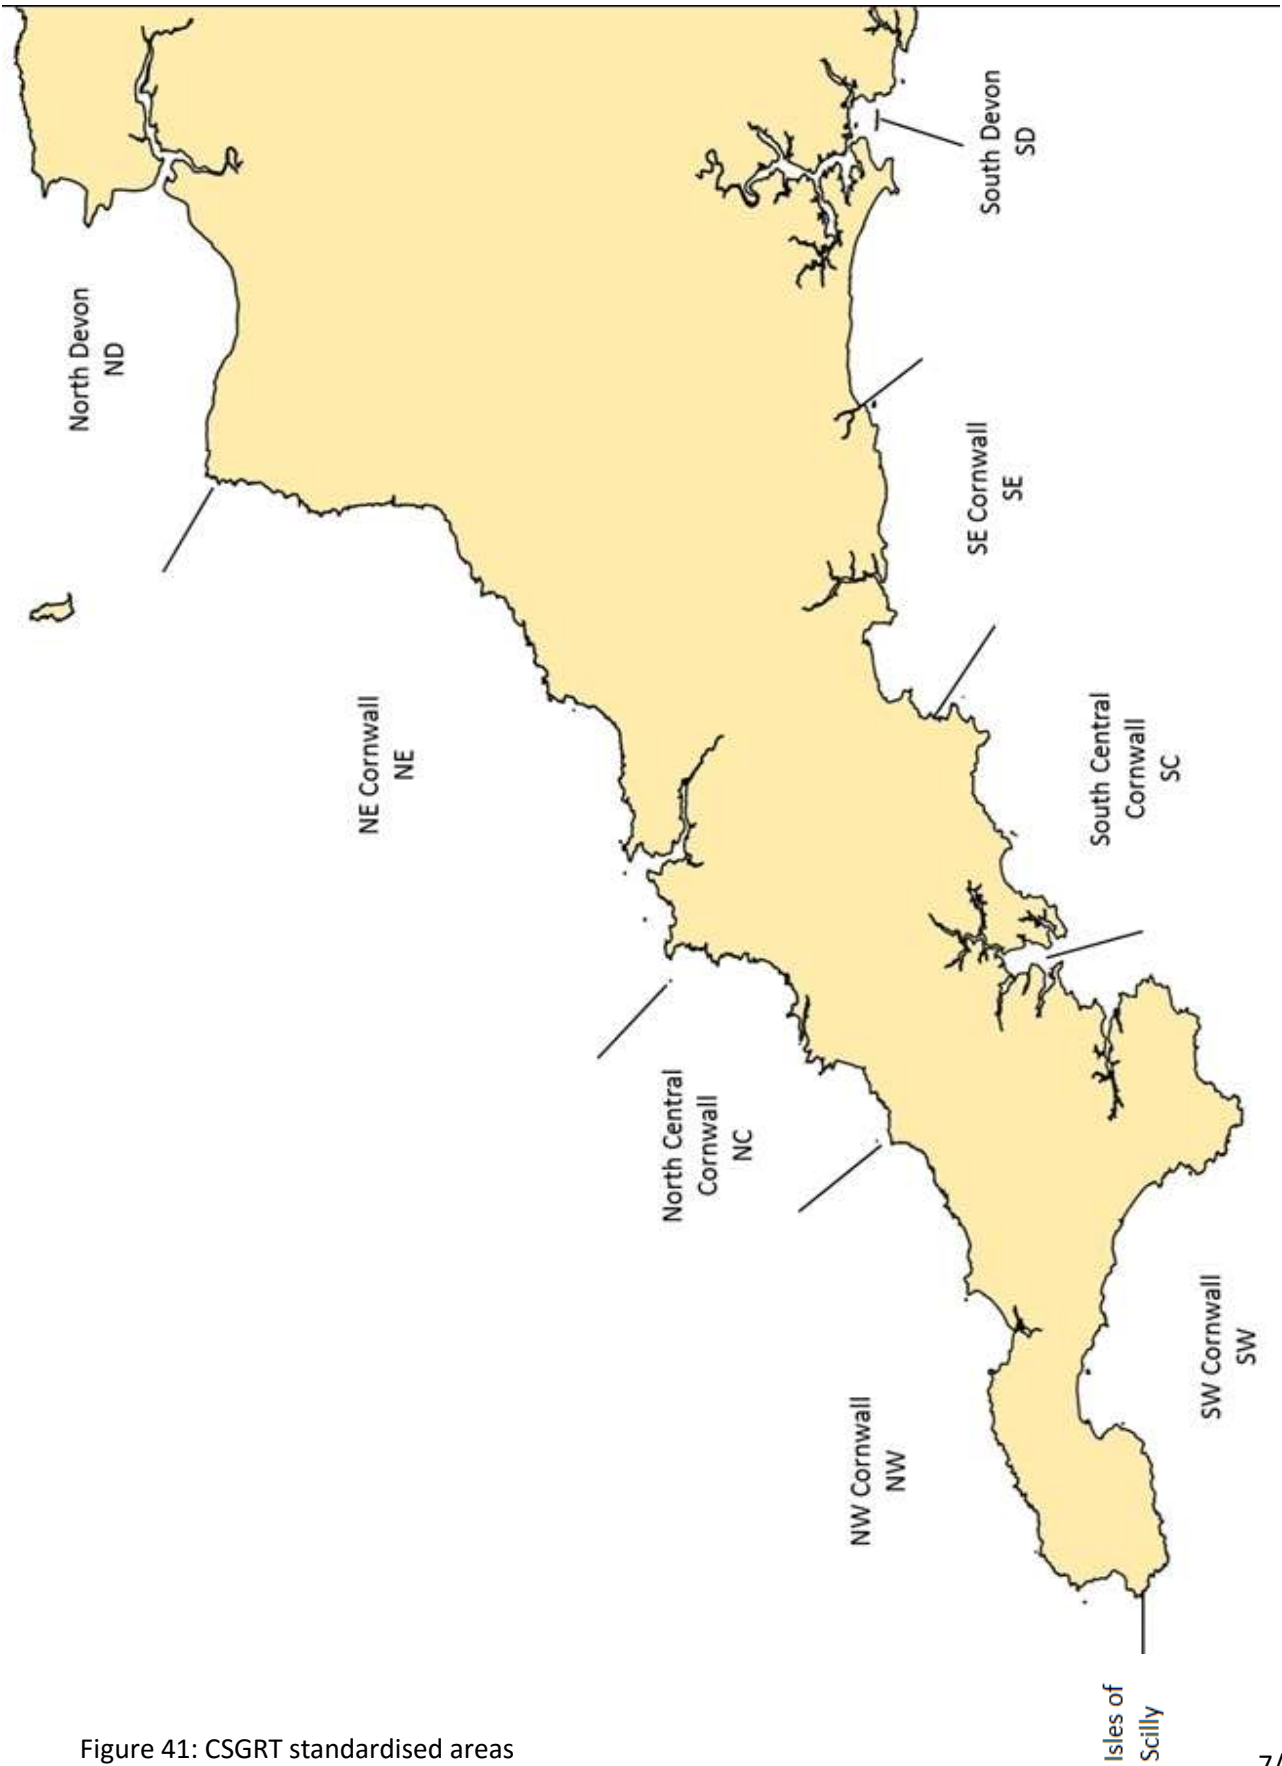 North Devon
ND
South Devon
SD
NE Cornwall
NE
SE Cornwall
SE
North Central
Cornwall
NC
South Central
Cornwall
SC
NW Cornwall
NW
SW Cornwall
SW
Isles of
Scilly
Figure 41: CSGRT standardised areas